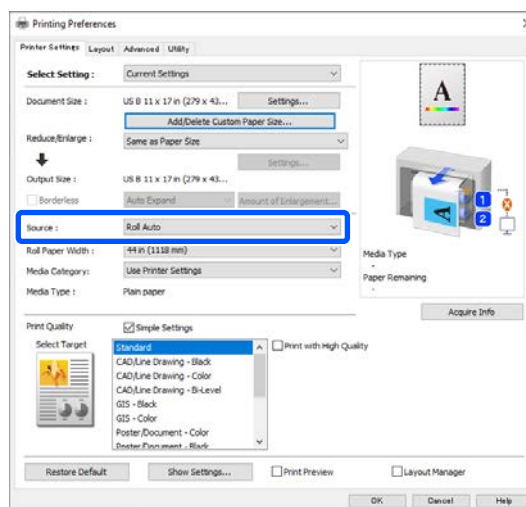 Printing Preferences
Printer Settings Layout Advanced Utility
Select Setting : Current Settings
Document Size : US B 11 x 17 in (279 x 43... Settings...
Add/Delete Custom Paper Size...
Reduce/Enlarge : Same as Paper Size
Settings...
Output Size : US B 11 x 17 in (279 x 43...
Borderless Auto Expand Amount of Enlargement...
Source : Roll Auto
Roll Paper Width : 44 in (1118 mm)
Media Category: Use Printer Settings
Media Type : Plain paper
A
A
1
2
Media Type
-
Paper Remaining
-
Acquire Info
Print Quality Simple Settings
Select Target
Standard
CAD/Line Drawing - Black
CAD/Line Drawing - Color
CAD/Line Drawing - Bi-Level
GIS - Black
GIS - Color
Poster/Document - Color
Poster/Document - Black
Print with High Quality
Restore Default Show Settings... Print Preview Layout Manager
OK Cancel Help